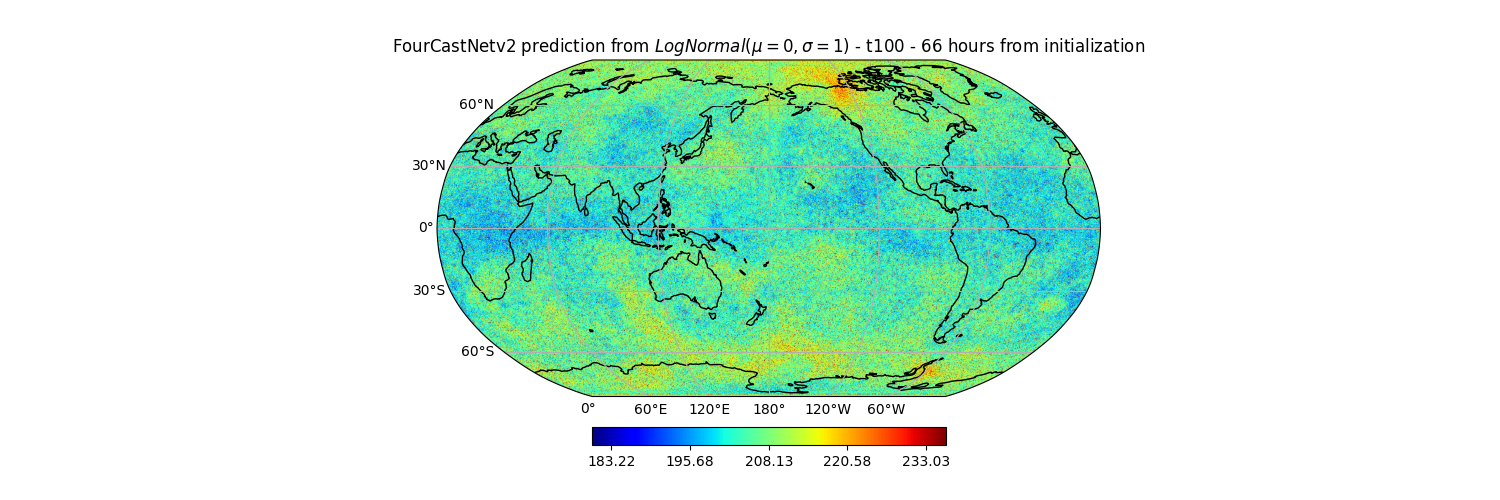 FourCastNetv2 prediction from LogNormal(μ = 0, σ = 1) - t100 - 66 hours from initialization
60°N
30°N
0°
30°S
60°S
0° 60°E 120°E 180° 120°W 60°W
183.22 195.68 208.13 220.58 233.03